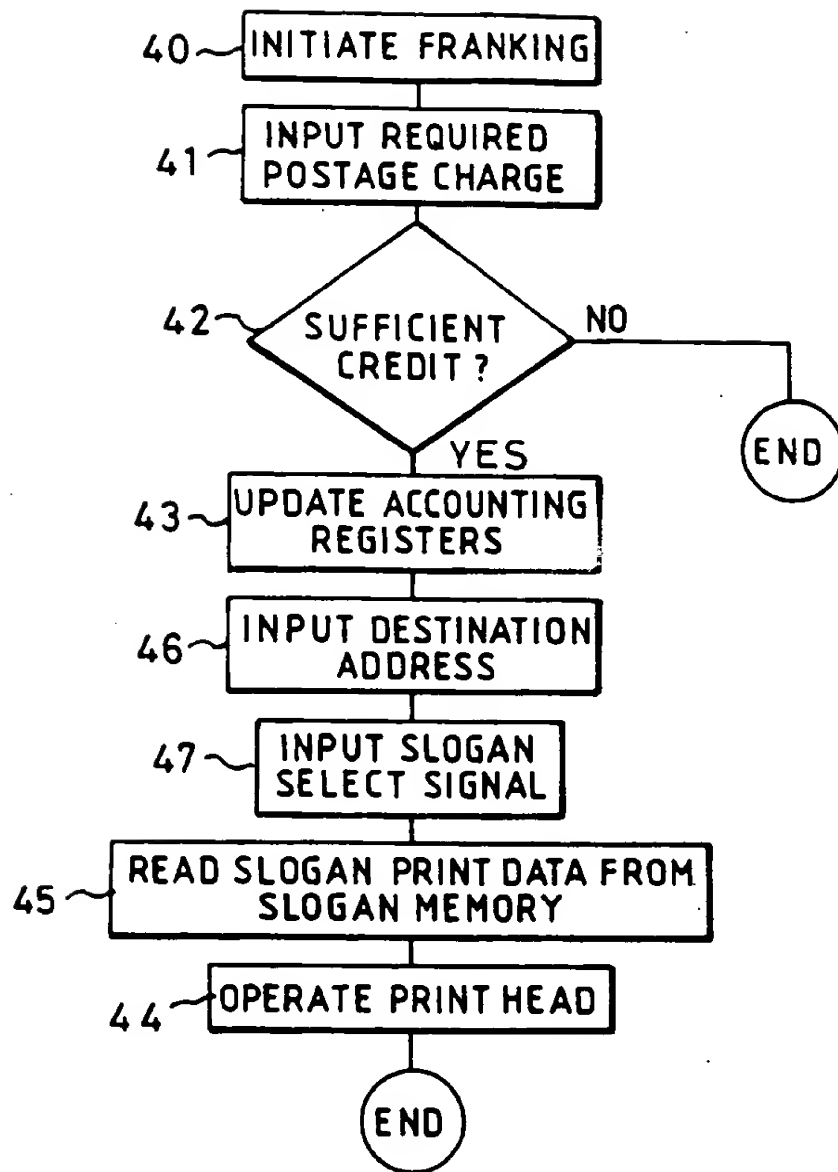 40
INITIATE FRANKING
41
INPUT REQUIRED
POSTAGE CHARGE
42
SUFFICIENT
CREDIT ?
NO
END
YES
43
UPDATE ACCOUNTING
REGISTERS
46
INPUT DESTINATION
ADDRESS
47
INPUT SLOGAN
SELECT SIGNAL
45
READ SLOGAN PRINT DATA FROM
SLOGAN MEMORY
44
OPERATE PRINT HEAD
END